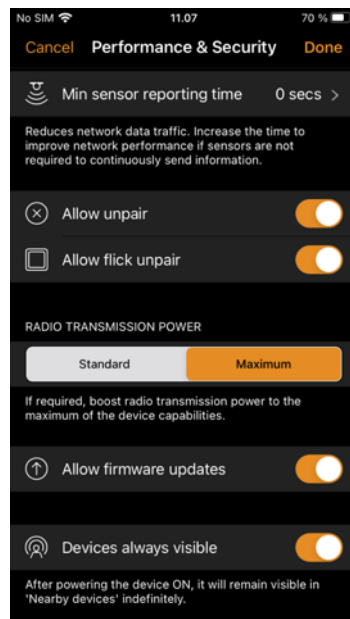 No SIM 11.07 70 %
Cancel Performance & Security Done
Min sensor reporting time 0 secs >
Reduces network data traffic. Increase the time to
improve network performance if sensors are not
required to continuously send information.
Allow unpair
Allow flick unpair
RADIO TRANSMISSION POWER
Standard Maximum
If required, boost radio transmission power to the
maximum of the device capabilities.
Allow firmware updates
Devices always visible
After powering the device ON, it will remain visible in
'Nearby devices' indefinitely.